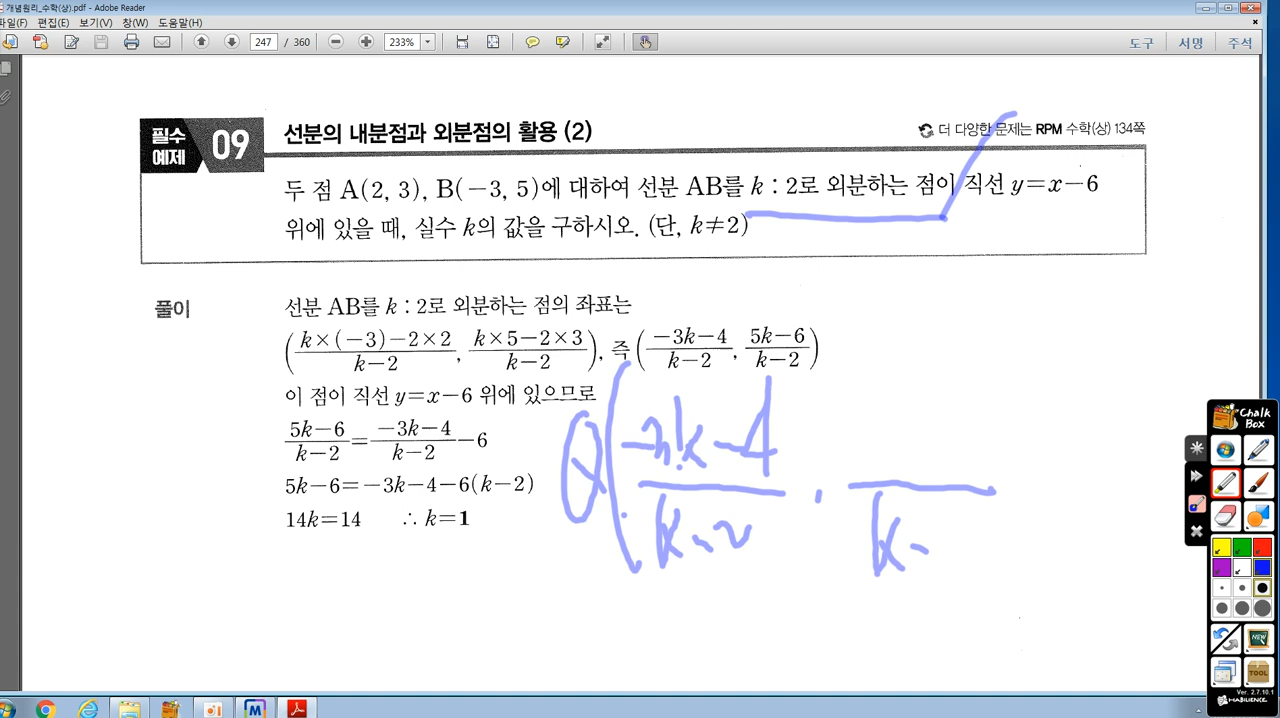 개념원리_수학(상).pdf - Adobe Reader
파일(F) 편집(E) 보기(V) 창(W) 도움말(H)
247 / 360 233% 도구 서명 주석
필수 예제 09 선분의 내분점과 외분점의 활용 (2) 더 다양한 문제는 RPM 수학(상) 134쪽
두 점 A(2, 3), B(−3, 5)에 대하여 선분 AB를 k : 2로 외분하는 점이 직선 y=x−6
위에 있을 때, 실수 k의 값을 구하시오. (단, k≠2)
풀이 선분 AB를 k : 2로 외분하는 점의 좌표는
(k×(−3)−2×2/k−2, k×5−2×3/k−2), 즉 (−3k−4/k−2, 5k−6/k−2)
이 점이 직선 y=x−6 위에 있으므로
5k−6/k−2=−3k−4/k−2−6
5k−6=−3k−4−6(k−2)
14k=14 ∴ k=1
Q(−3k−4/k−2, /k−
Chalk
Box
NEW
TOOL
Ver. 2.7.10.1
HABILIENCE